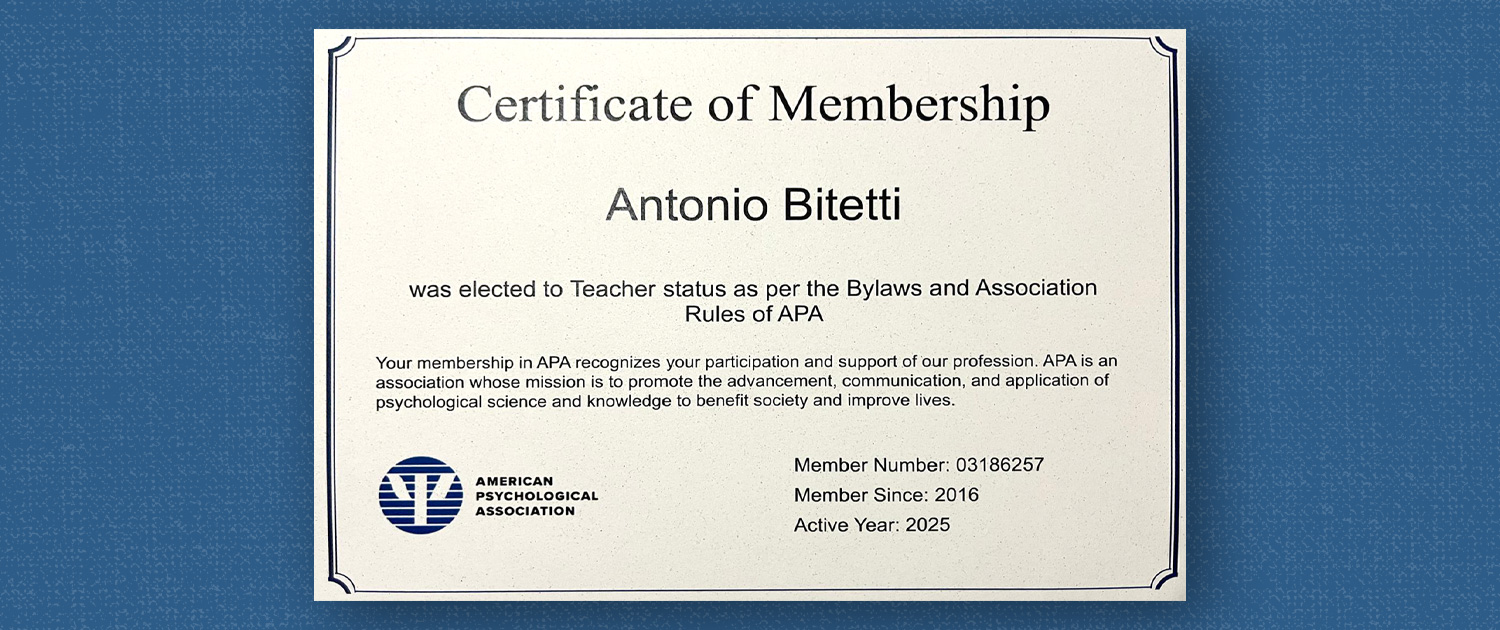 Certificate of Membership
Antonio Bitetti
was elected to Teacher status as per the Bylaws and Association
Rules of APA
Your membership in APA recognizes your participation and support of our profession. APA is an
association whose mission is to promote the advancement, communication, and application of
psychological science and knowledge to benefit society and improve lives.
AMERICAN
PSYCHOLOGICAL
ASSOCIATION
Member Number: 03186257
Member Since: 2016
Active Year: 2025